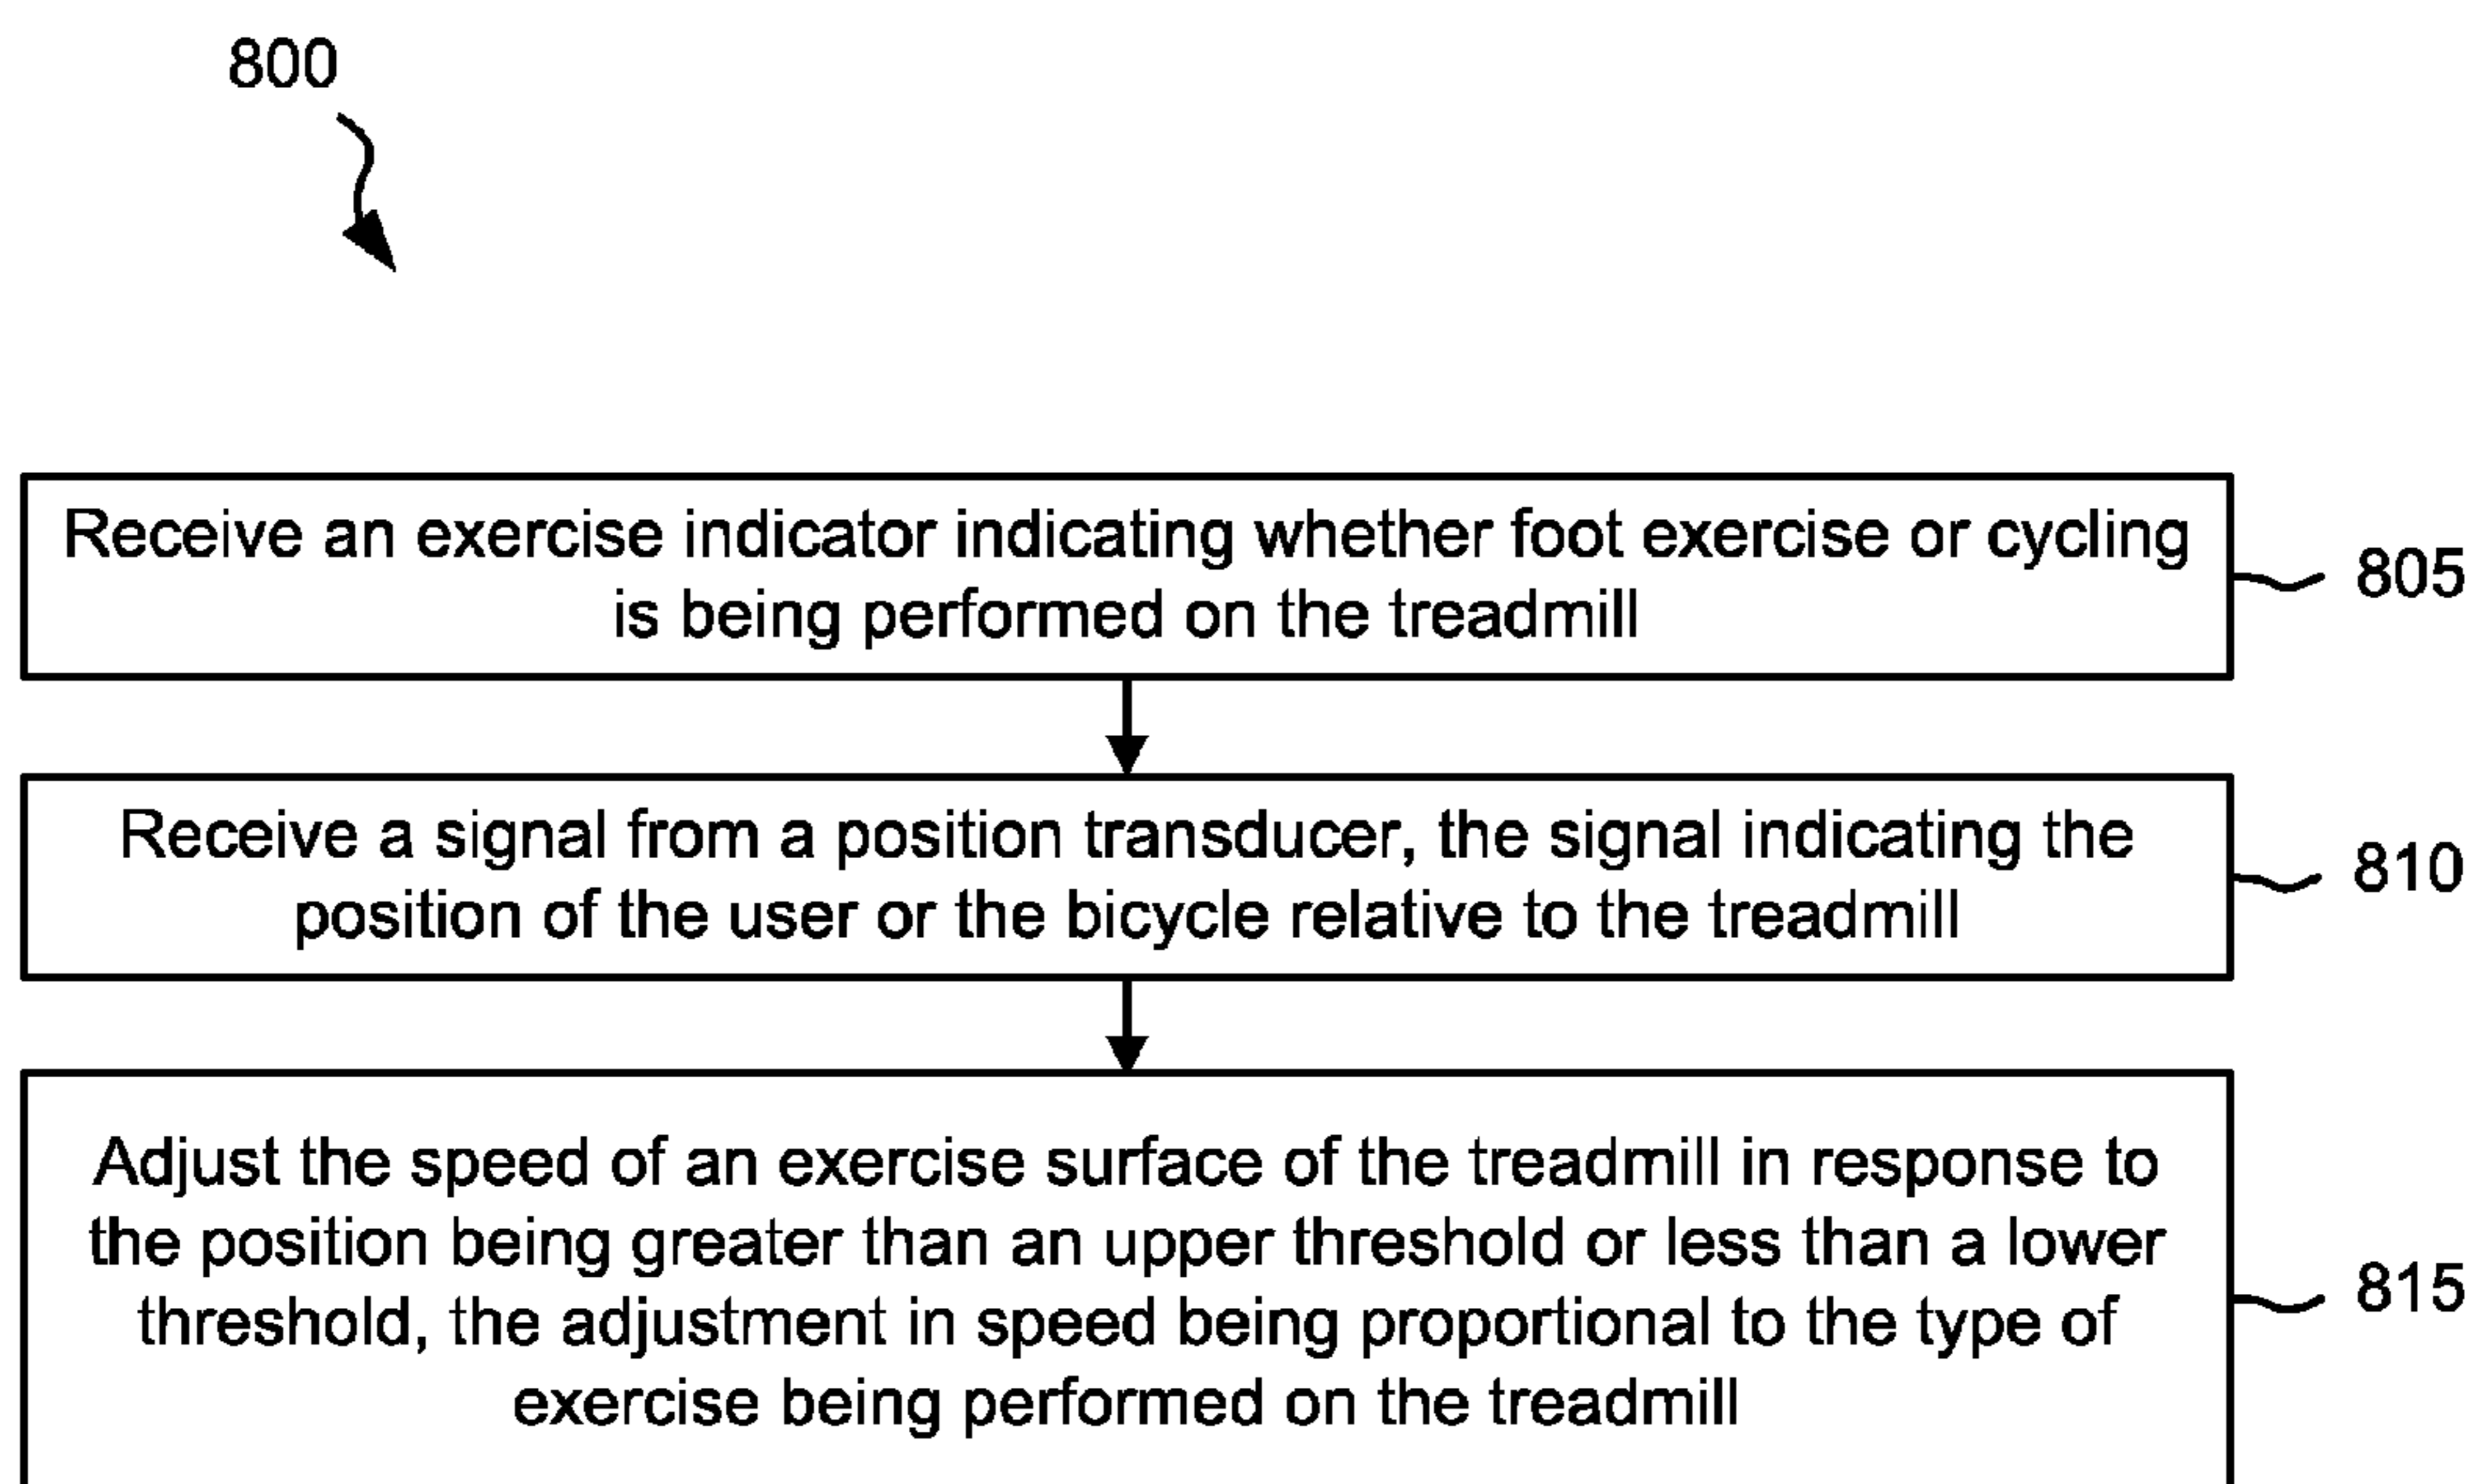 800
Receive an exercise indicator indicating whether foot exercise or cycling
is being performed on the treadmill
805
Receive a signal from a position transducer, the signal indicating the
position of the user or the bicycle relative to the treadmill
810
Adjust the speed of an exercise surface of the treadmill in response to
the position being greater than an upper threshold or less than a lower
threshold, the adjustment in speed being proportional to the type of
exercise being performed on the treadmill
815